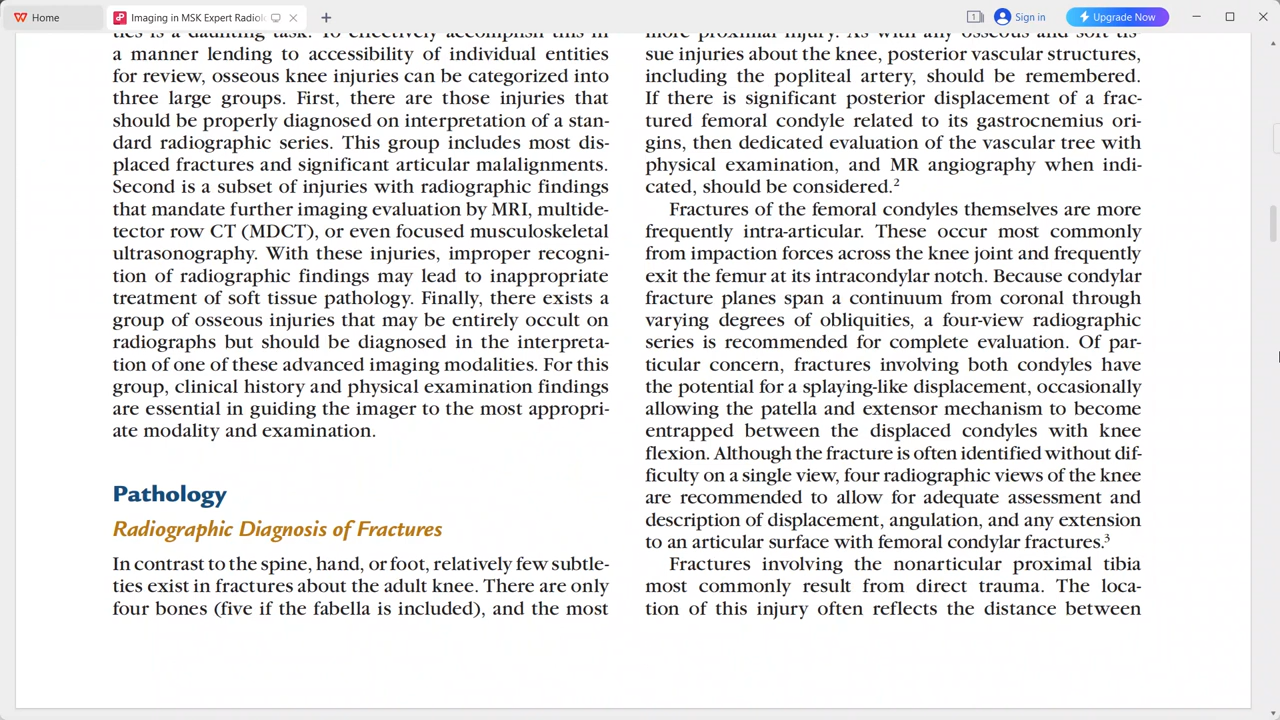 Home
Imaging in MSK Expert Radiol
1
Sign in
Upgrade Now
ties is a daunting task. To effectively accomplish this in
a manner lending to accessibility of individual entities
for review, osseous knee injuries can be categorized into
three large groups. First, there are those injuries that
should be properly diagnosed on interpretation of a stan-
dard radiographic series. This group includes most dis-
placed fractures and significant articular malalignments.
Second is a subset of injuries with radiographic findings
that mandate further imaging evaluation by MRI, multide-
tector row CT (MDCT), or even focused musculoskeletal
ultrasonography. With these injuries, improper recogni-
tion of radiographic findings may lead to inappropriate
treatment of soft tissue pathology. Finally, there exists a
group of osseous injuries that may be entirely occult on
radiographs but should be diagnosed in the interpreta-
tion of one of these advanced imaging modalities. For this
group, clinical history and physical examination findings
are essential in guiding the imager to the most appropri-
ate modality and examination.
Pathology
Radiographic Diagnosis of Fractures
In contrast to the spine, hand, or foot, relatively few subtle-
ties exist in fractures about the adult knee. There are only
four bones (five if the fabella is included), and the most
more proximal injury. As with any osseous and soft tis-
sue injuries about the knee, posterior vascular structures,
including the popliteal artery, should be remembered.
If there is significant posterior displacement of a frac-
tured femoral condyle related to its gastrocnemius ori-
gins, then dedicated evaluation of the vascular tree with
physical examination, and MR angiography when indi-
cated, should be considered.2
Fractures of the femoral condyles themselves are more
frequently intra-articular. These occur most commonly
from impaction forces across the knee joint and frequently
exit the femur at its intracondylar notch. Because condylar
fracture planes span a continuum from coronal through
varying degrees of obliquities, a four-view radiographic
series is recommended for complete evaluation. Of par-
ticular concern, fractures involving both condyles have
the potential for a splaying-like displacement, occasionally
allowing the patella and extensor mechanism to become
entrapped between the displaced condyles with knee
flexion. Although the fracture is often identified without dif-
ficulty on a single view, four radiographic views of the knee
are recommended to allow for adequate assessment and
description of displacement, angulation, and any extension
to an articular surface with femoral condylar fractures.3
Fractures involving the nonarticular proximal tibia
most commonly result from direct trauma. The loca-
tion of this injury often reflects the distance between